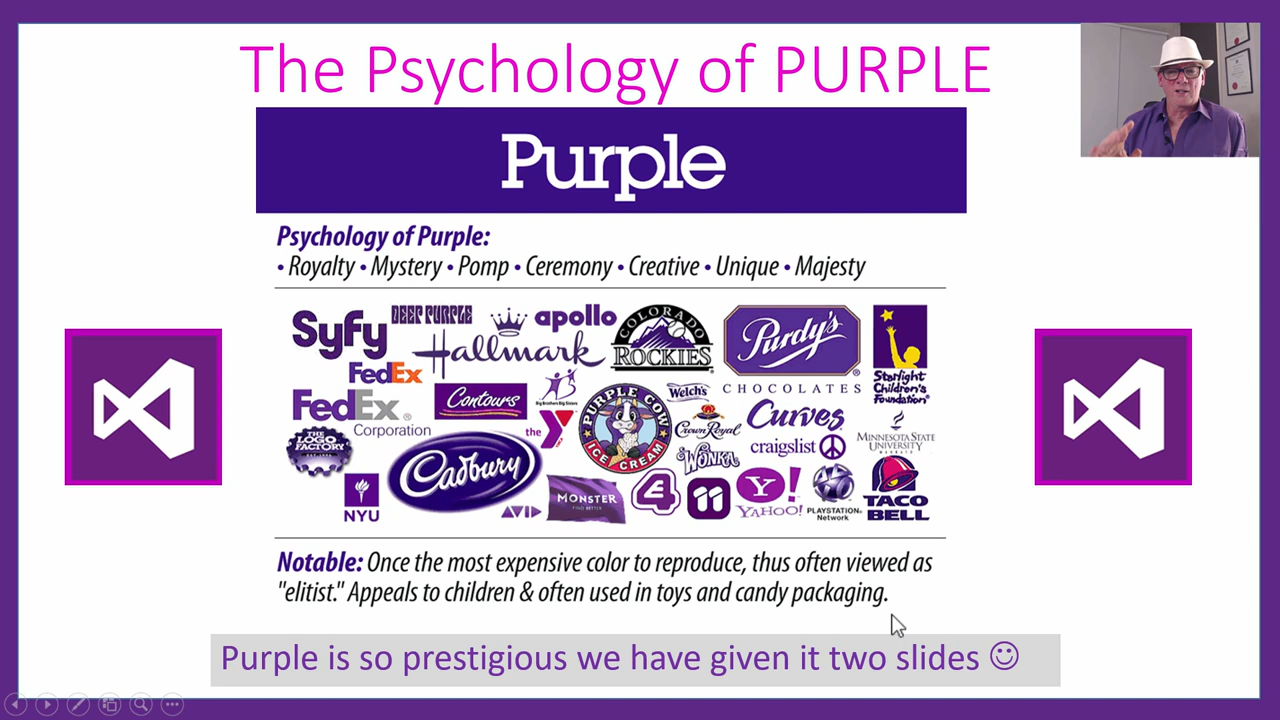 The Psychology of PURPLE
Purple
Psychology of Purple:
• Royalty • Mystery • Pomp • Ceremony • Creative • Unique • Majesty
Syfy
DEEP PURPLE
Hallmark
apollo
COLORADO
ROCKIES
Purdy's
CHOCOLATES
Starlight
Children's
Foundation
FedEx
FedEx®
Corporation
Contours
Big Brothers Big Sisters
the Y
PURPLE COW
ICE CREAM
Welch's
Crown Royal
Curves
craigslist
MINNESOTA STATE
UNIVERSITY
THE
LOGO
FACTORY
Cadbury
WONKA
NYU
AVID
MONSTER
4
11
Y!
YAHOO!
PLAYSTATION®
Network
TACO
BELL
Notable: Once the most expensive color to reproduce, thus often viewed as
"elitist." Appeals to children & often used in toys and candy packaging.
Purple is so prestigious we have given it two slides ☺